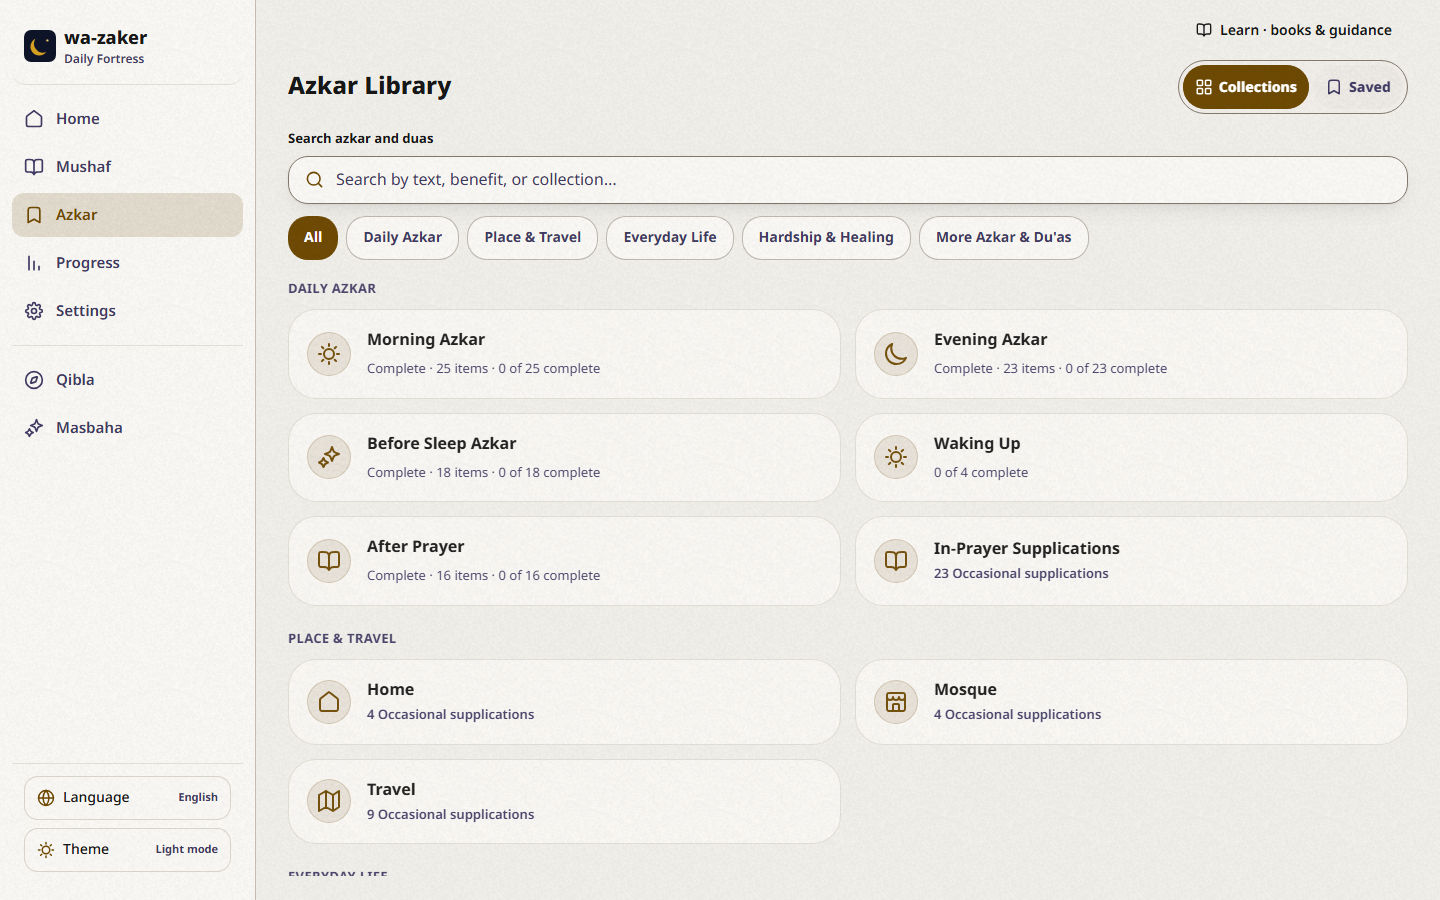 wa-zaker
Daily Fortress
Home
Mushaf
Azkar
Progress
Settings
Qibla
Masbaha
Language English
Theme Light mode
Learn · books & guidance
Azkar Library
Collections
Saved
Search azkar and duas
Search by text, benefit, or collection...
All
Daily Azkar
Place & Travel
Everyday Life
Hardship & Healing
More Azkar & Du'as
DAILY AZKAR
Morning Azkar
Complete · 25 items · 0 of 25 complete
Evening Azkar
Complete · 23 items · 0 of 23 complete
Before Sleep Azkar
Complete · 18 items · 0 of 18 complete
Waking Up
0 of 4 complete
After Prayer
Complete · 16 items · 0 of 16 complete
In-Prayer Supplications
23 Occasional supplications
PLACE & TRAVEL
Home
4 Occasional supplications
Mosque
4 Occasional supplications
Travel
9 Occasional supplications
EVERYDAY LIFE